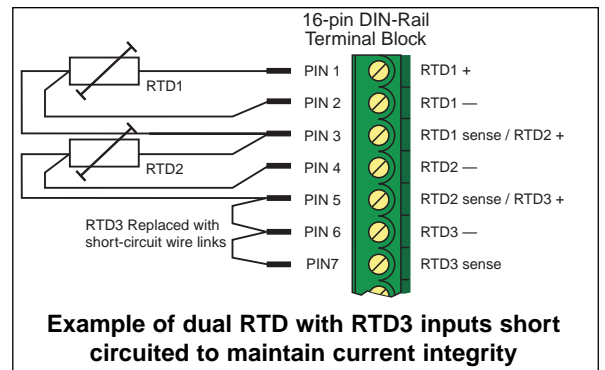 16-pin DIN-Rail
Terminal Block
PIN 1 RTD1 +
RTD1
PIN 2 RTD1 —
PIN 3 RTD1 sense / RTD2 +
RTD2
PIN 4 RTD2 —
PIN 5 RTD2 sense / RTD3 +
RTD3 Replaced with
short-circuit wire links
PIN 6 RTD3 —
PIN7 RTD3 sense
Example of dual RTD with RTD3 inputs short
circuited to maintain current integrity